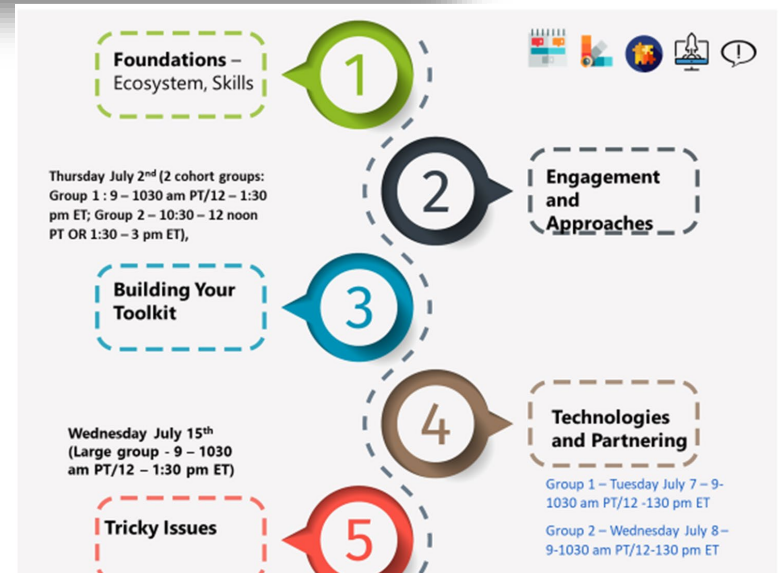 Foundations –
Ecosystem, Skills
1
Thursday July 2nd (2 cohort groups:
Group 1 : 9 – 1030 am PT/12 – 1:30
pm ET; Group 2 – 10:30 – 12 noon
PT OR 1:30 – 3 pm ET),
2
Engagement
and
Approaches
Building Your
Toolkit
3
4
Technologies
and Partnering
Wednesday July 15th
(Large group - 9 – 1030
am PT/12 – 1:30 pm ET)
Group 1 – Tuesday July 7 – 9-
1030 am PT/12 -130 pm ET
Group 2 – Wednesday July 8 –
9-1030 am PT/12-130 pm ET
Tricky Issues
5